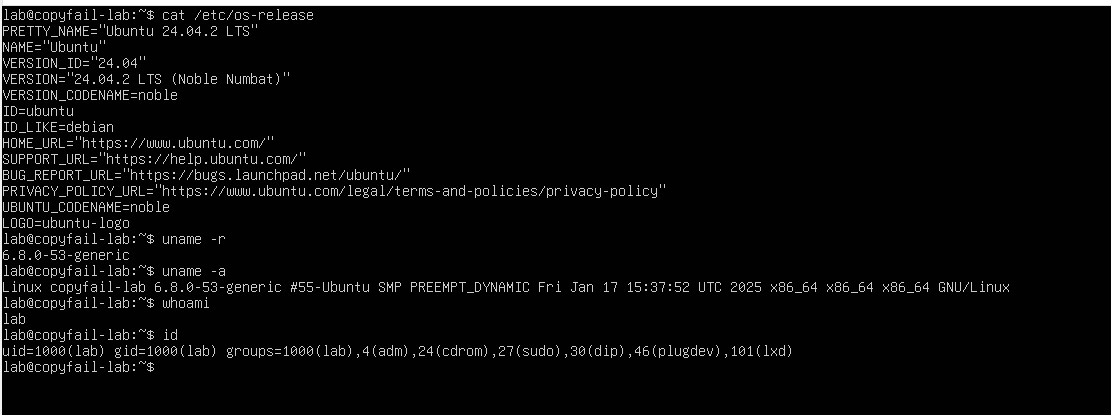 lab@copyfail-lab:~$ cat /etc/os-release
PRETTY_NAME="Ubuntu 24.04.2 LTS"
NAME="Ubuntu"
VERSION_ID="24.04"
VERSION="24.04.2 LTS (Noble Numbat)"
VERSION_CODENAME=noble
ID=ubuntu
ID_LIKE=debian
HOME_URL="https://www.ubuntu.com/"
SUPPORT_URL="https://help.ubuntu.com/"
BUG_REPORT_URL="https://bugs.launchpad.net/ubuntu/"
PRIVACY_POLICY_URL="https://www.ubuntu.com/legal/terms-and-policies/privacy-policy"
UBUNTU_CODENAME=noble
LOGO=ubuntu-logo
lab@copyfail-lab:~$ uname -r
6.8.0-53-generic
lab@copyfail-lab:~$ uname -a
Linux copyfail-lab 6.8.0-53-generic #55-Ubuntu SMP PREEMPT_DYNAMIC Fri Jan 17 15:37:52 UTC 2025 x86_64 x86_64 x86_64 GNU/Linux
lab@copyfail-lab:~$ whoami
lab
lab@copyfail-lab:~$ id
uid=1000(lab) gid=1000(lab) groups=1000(lab),4(adm),24(cdrom),27(sudo),30(dip),46(plugdev),101(lxd)
lab@copyfail-lab:~$